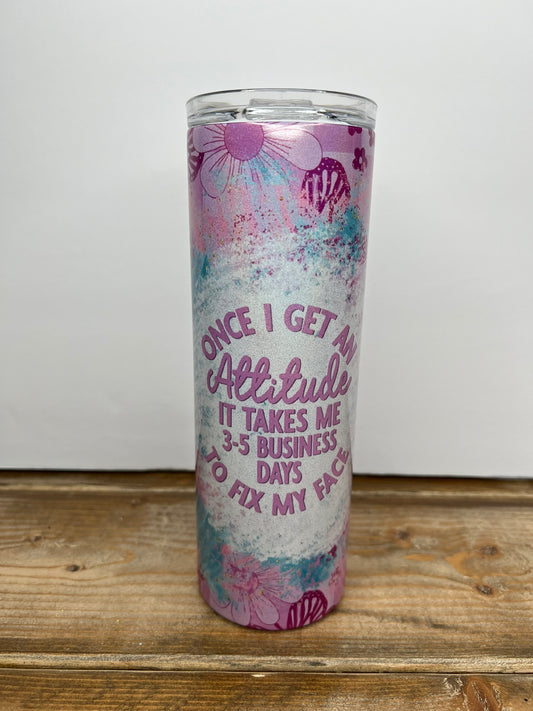 ONCE I GET AN
Attitude
IT TAKES ME
3-5 BUSINESS
DAYS
TO FIX MY FACE